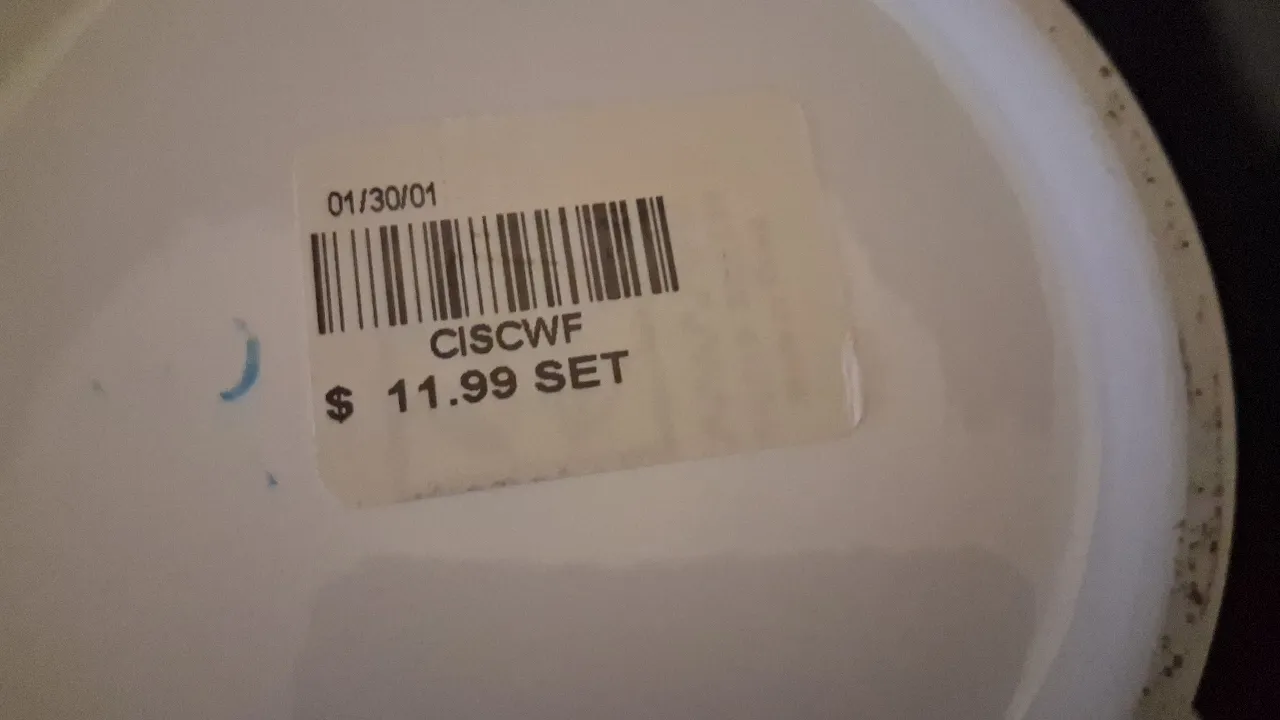 01/30/01
CISCWF
$ 11.99 SET